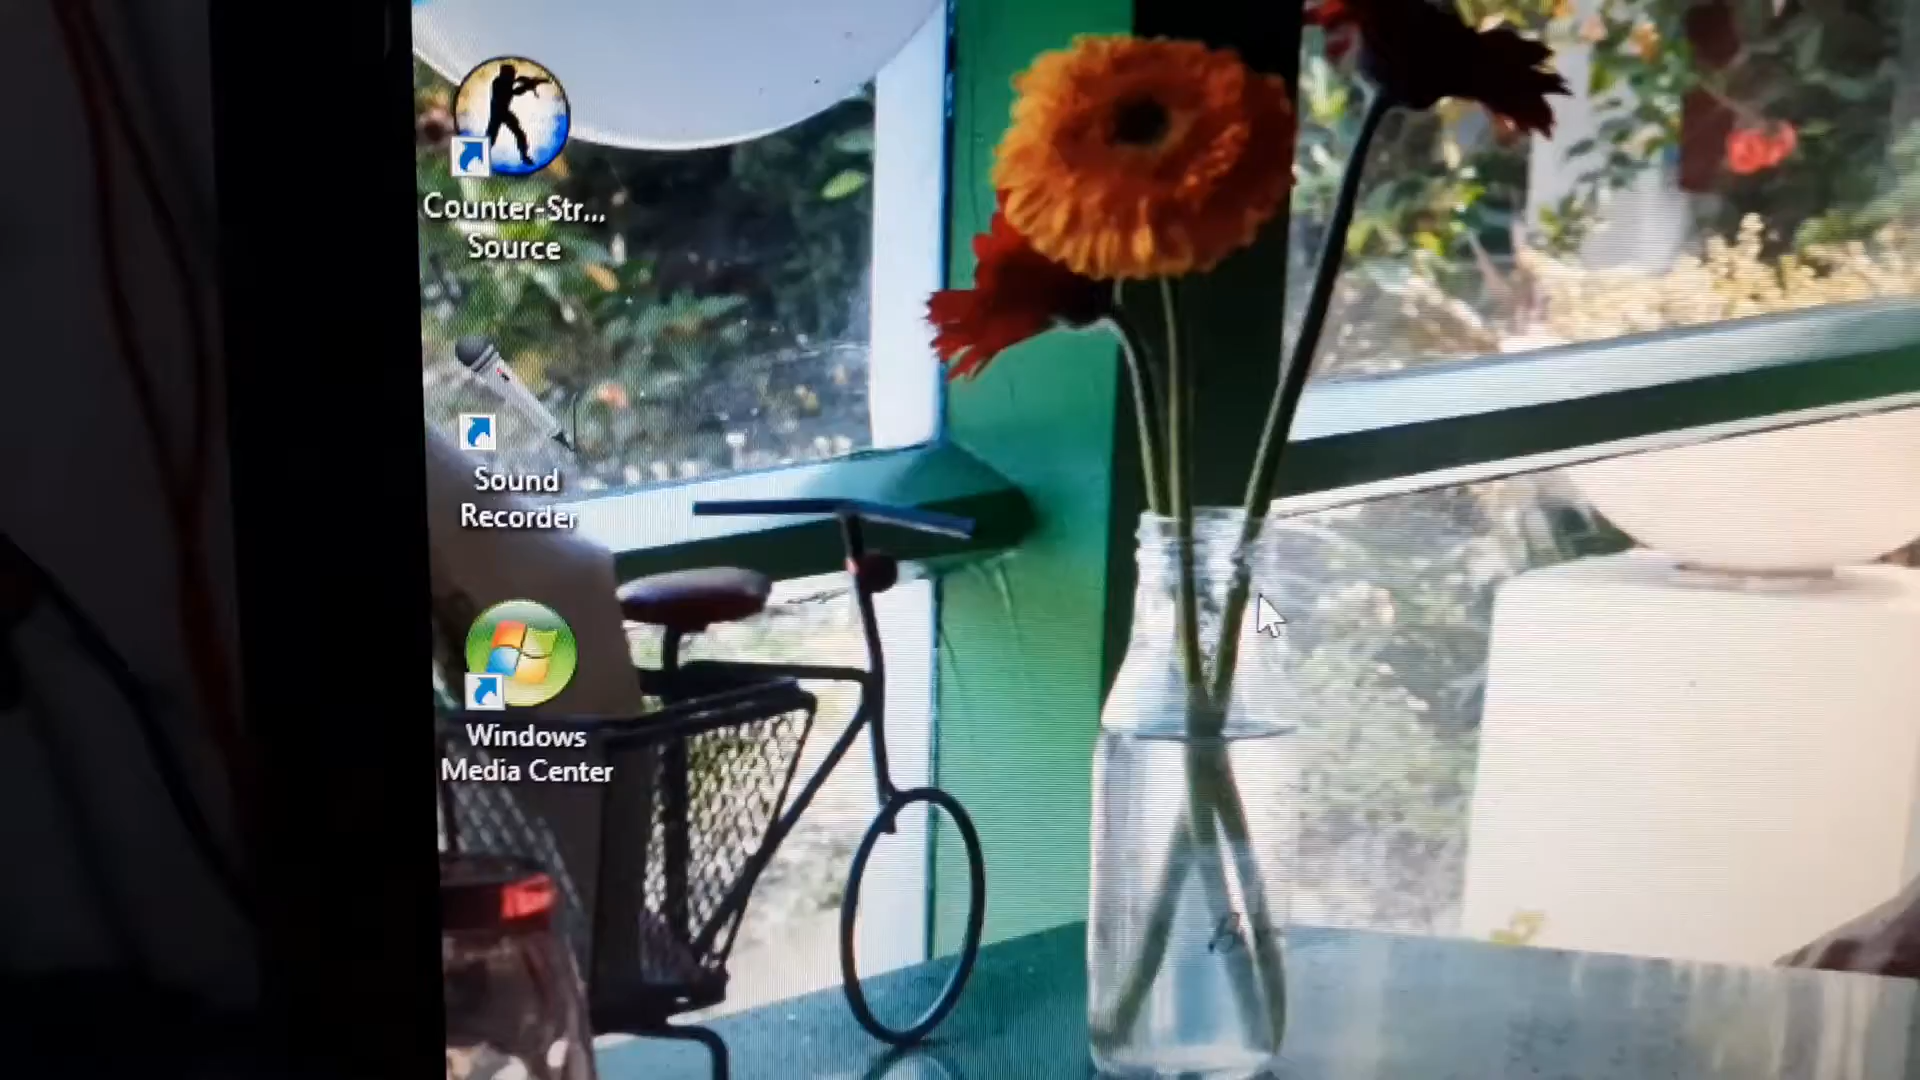 Counter-Str...
Source
Sound
Recorder
Windows
Media Center